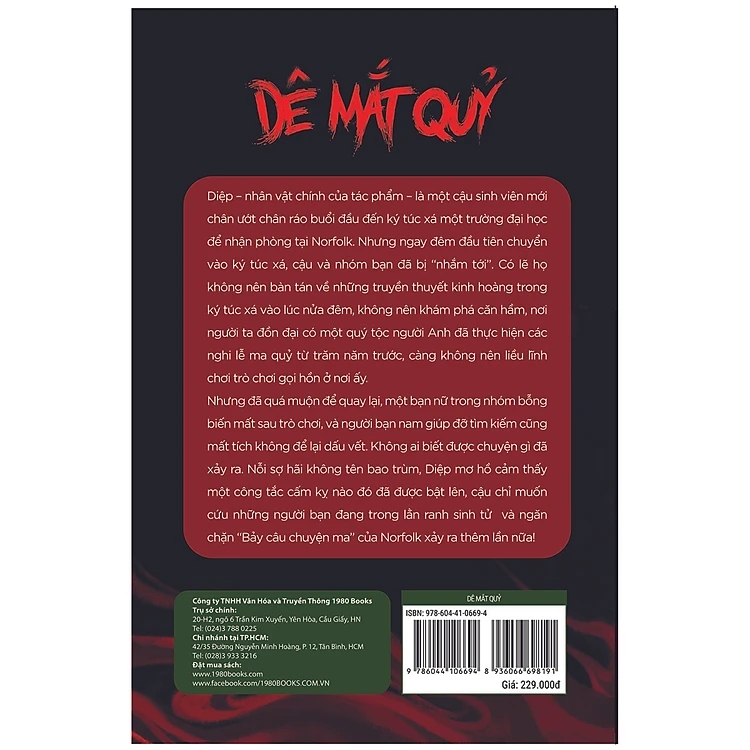 DÊ MẮT QUỶ
Diệp – nhân vật chính của tác phẩm – là một cậu sinh viên mới
chân ướt chân ráo buổi đầu đến ký túc xá một trường đại học
để nhận phòng tại Norfolk. Nhưng ngay đêm đầu tiên chuyển
vào ký túc xá, cậu và nhóm bạn đã bị “nhắm tới”. Có lẽ họ
không nên bàn tán về những truyền thuyết kinh hoàng trong
ký túc xá vào lúc nửa đêm, không nên khám phá căn hầm, nơi
người ta đồn đại có một quý tộc người Anh đã thực hiện các
nghi lễ ma quỷ từ trăm năm trước, càng không nên liều lĩnh
chơi trò chơi gọi hồn ở nơi ấy.
Nhưng đã quá muộn để quay lại, một bạn nữ trong nhóm bỗng
biến mất sau trò chơi, và người bạn nam giúp đỡ tìm kiếm cũng
mất tích không để lại dấu vết. Không ai biết được chuyện gì đã
xảy ra. Nỗi sợ hãi không tên bao trùm, Diệp mơ hồ cảm thấy
một công tắc cấm kỵ nào đó đã được bật lên, cậu chỉ muốn
cứu những người bạn đang trong lằn ranh sinh tử và ngăn
chặn “Bảy câu chuyện ma” của Norfolk xảy ra thêm lần nữa!
Công ty TNHH Văn Hóa và Truyền Thông 1980 Books
Trụ sở chính:
20-H2, ngõ 6 Trần Kim Xuyến, Yên Hòa, Cầu Giấy, HN
Tel: (024)3 788 0225
Chi nhánh tại TP.HCM:
42/35 Đường Nguyễn Minh Hoàng, P. 12, Tân Bình, HCM
Tel: (028)3 933 3216
Đặt mua sách:
www.1980books.com
www.facebook.com/1980BOOKS.COM.VN
DÊ MẮT QUỶ
ISBN: 978-604-41-0669-4
9 786044 106694
8 936066 698191
Giá: 229.000đ